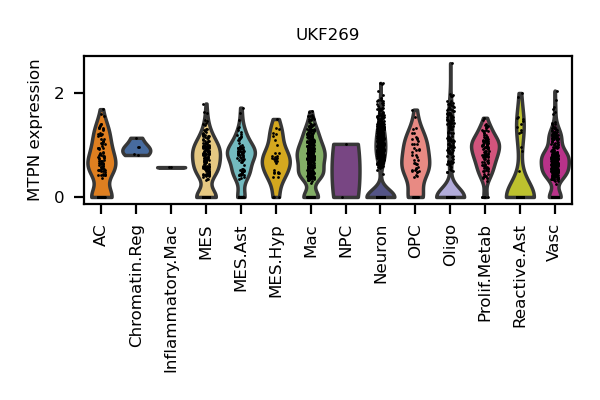 UKF269
MTPN expression
2
0
AC
Chromatin.Reg
Inflammatory.Mac
MES
MES.Ast
MES.Hyp
Mac
NPC
Neuron
OPC
Oligo
Prolif.Metab
Reactive.Ast
Vasc